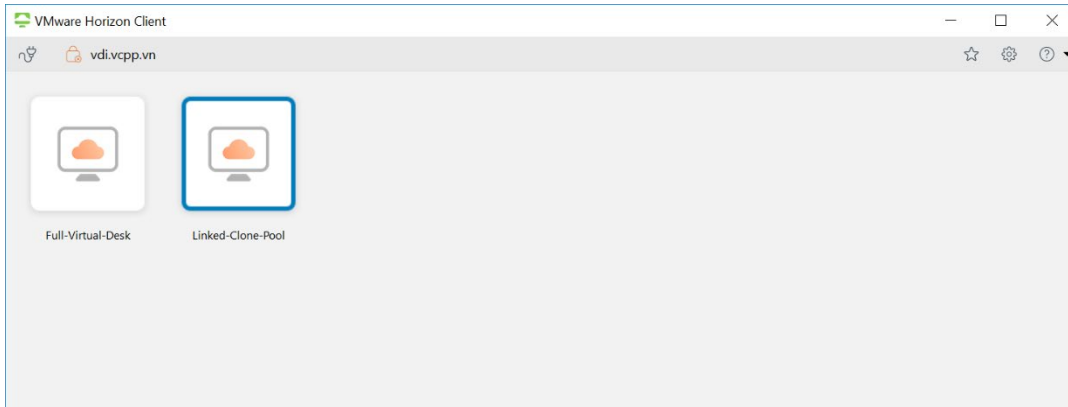 VMware Horizon Client
vdi.vcpp.vn
Full-Virtual-Desk
Linked-Clone-Pool